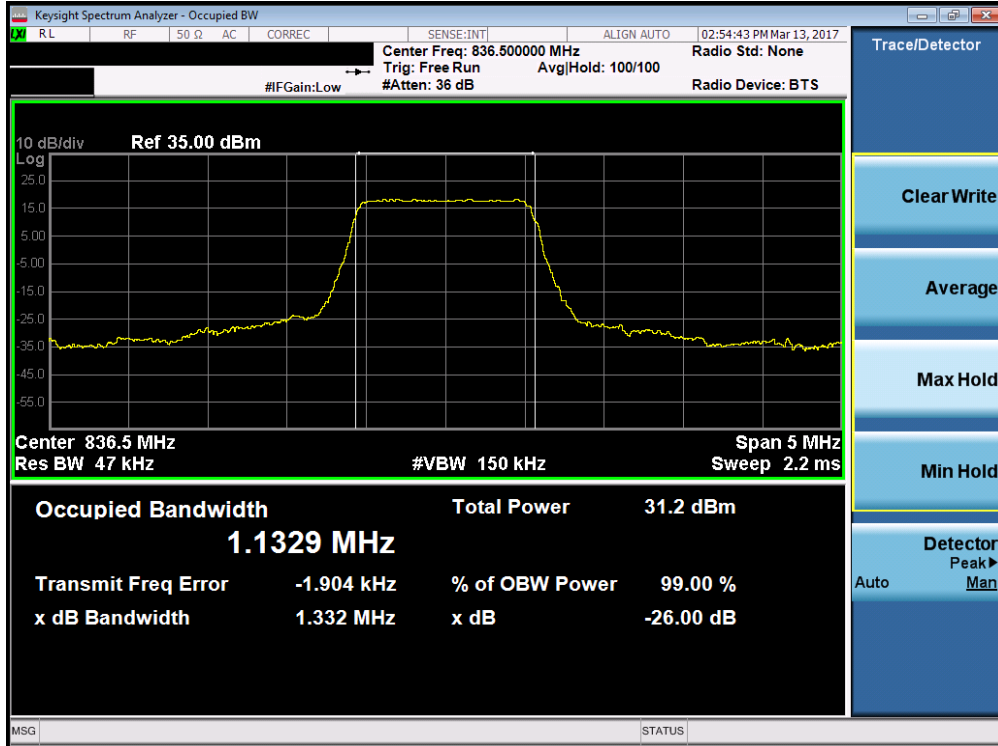 Keysight Spectrum Analyzer - Occupied BW
LXI RL RF 50 Ω AC CORREC SENSE:INT ALIGN AUTO 02:54:43 PM Mar 13, 2017
Center Freq: 836.500000 MHz Radio Std: None
Trig: Free Run Avg|Hold: 100/100
#IFGain:Low #Atten: 36 dB Radio Device: BTS
10 dB/div Ref 35.00 dBm
Log
25.0
15.0
5.00
-5.00
-15.0
-25.0
-35.0
-45.0
-55.0
Center 836.5 MHz Span 5 MHz
Res BW 47 kHz #VBW 150 kHz Sweep 2.2 ms
Occupied Bandwidth Total Power 31.2 dBm
1.1329 MHz
Transmit Freq Error -1.904 kHz % of OBW Power 99.00 %
x dB Bandwidth 1.332 MHz x dB -26.00 dB
MSG STATUS
Trace/Detector
Clear Write
Average
Max Hold
Min Hold
Detector
Peak▶
Auto Man